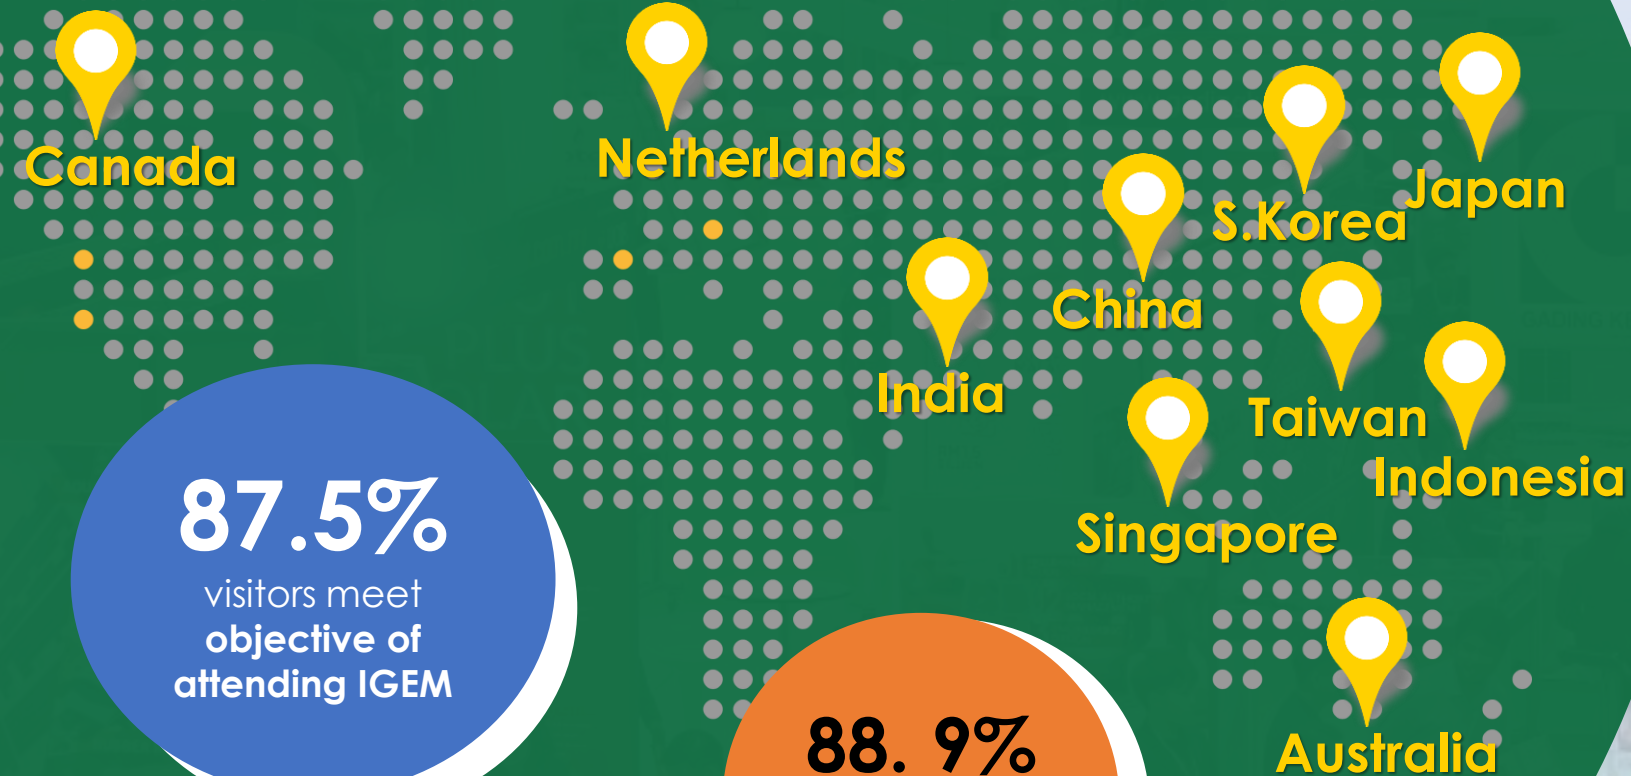 Canada
Netherlands
Japan
S.Korea
China
India
Taiwan
Indonesia
Singapore
Australia
87.5%
visitors meet
objective of
attending IGEM
88. 9%